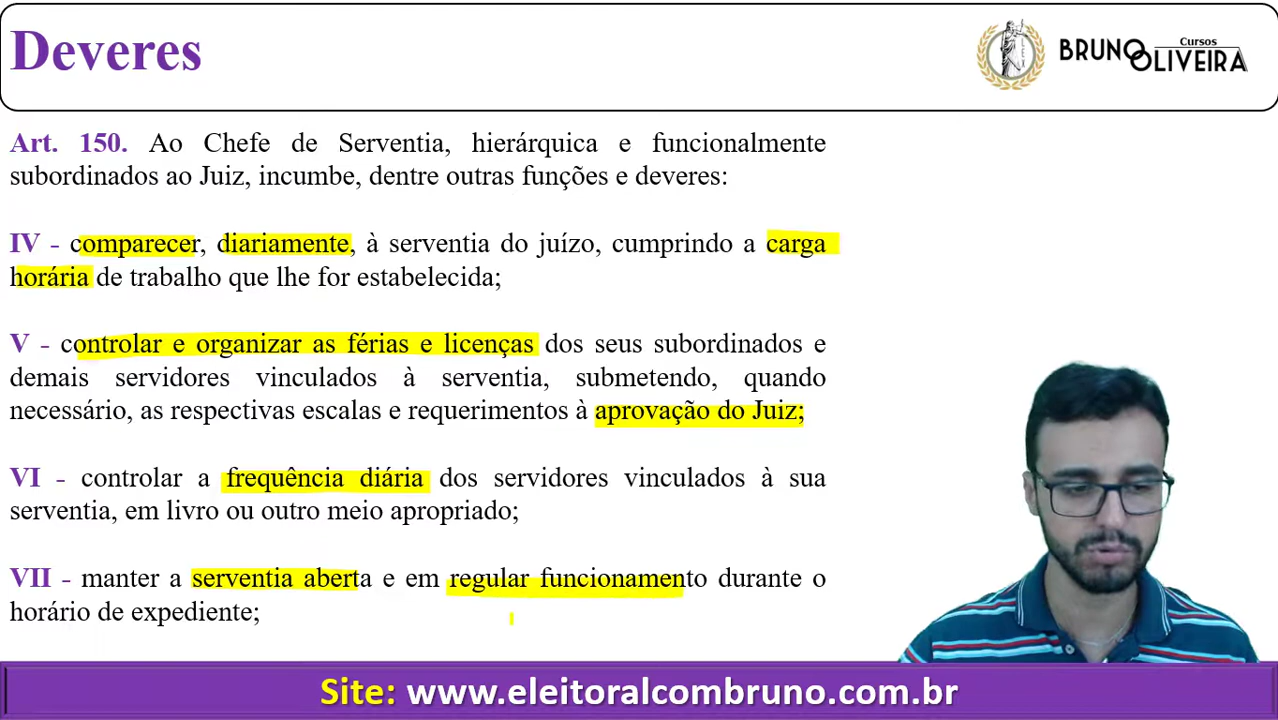 Deveres
Cursos
BRUNO
OLIVEIRA
Art. 150. Ao Chefe de Serventia, hierárquica e funcionalmente
subordinados ao Juiz, incumbe, dentre outras funções e deveres:
IV - comparecer, diariamente, à serventia do juízo, cumprindo a carga
horária de trabalho que lhe for estabelecida;
V - controlar e organizar as férias e licenças dos seus subordinados e
demais servidores vinculados à serventia, submetendo, quando
necessário, as respectivas escalas e requerimentos à aprovação do Juiz;
VI - controlar a frequência diária dos servidores vinculados à sua
serventia, em livro ou outro meio apropriado;
VII - manter a serventia aberta e em regular funcionamento durante o
horário de expediente;
Site: www.eleitoralcombruno.com.br